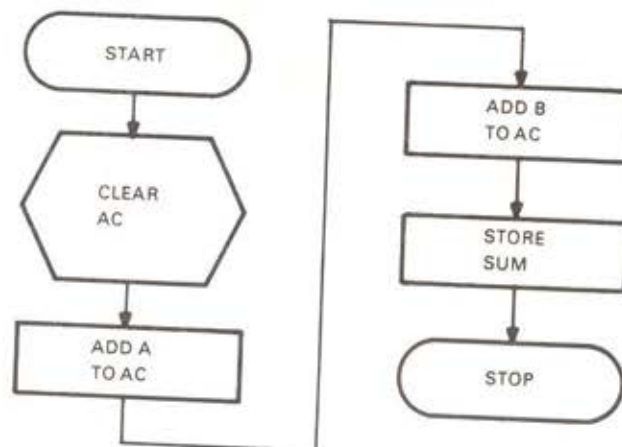 START
CLEAR
AC
ADD A
TO AC
ADD B
TO AC
STORE
SUM
STOP